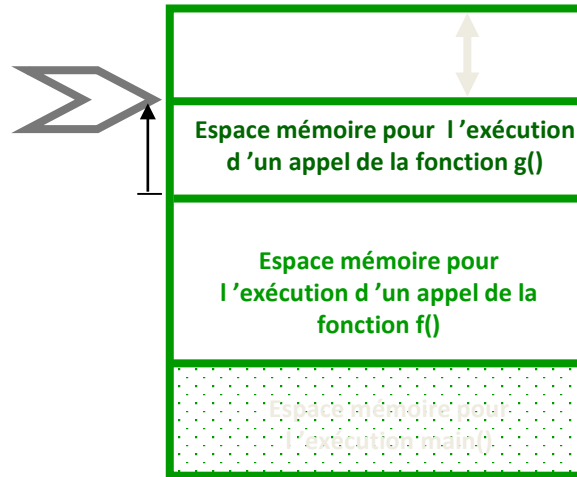 Espace mémoire pour l ’exécution
d ’un appel de la fonction g()
Espace mémoire pour
l ’exécution d ’un appel de la
fonction f()
Espace mémoire pour
l ’exécution main()